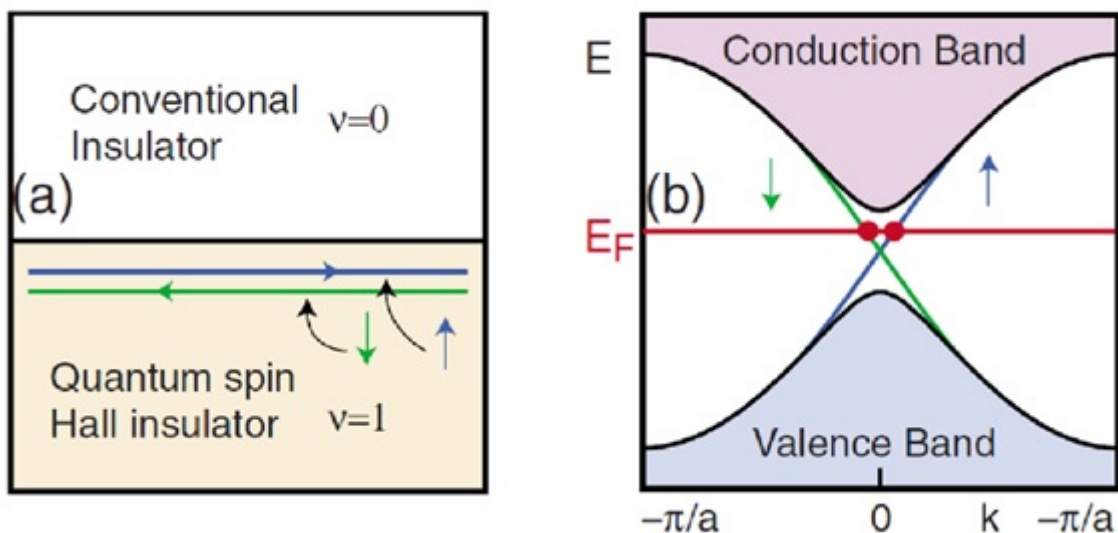 Conventional
Insulator
ν=0
(a)
Quantum spin
Hall insulator
ν=1
E
Conduction Band
(b)
E_F
Valence Band
−π/a
0
k
−π/a